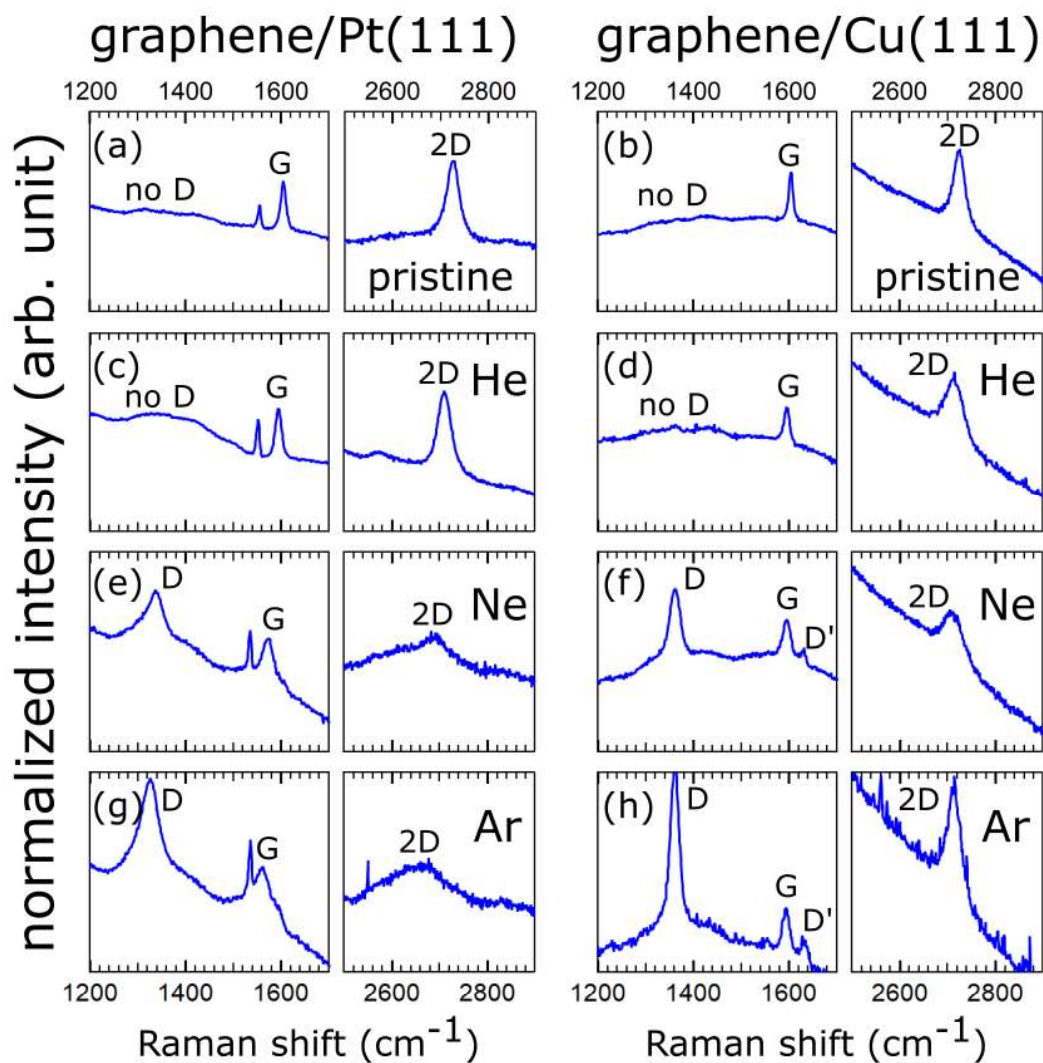 graphene/Pt(111) graphene/Cu(111)
1200 1400 1600 2600 2800 1200 1400 1600 2600 2800
normalized intensity (arb. unit)
(a) no D G 2D pristine
(b) no D G 2D pristine
(c) no D G 2D He
(d) no D G 2D He
(e) D G 2D Ne
(f) D G D' 2D Ne
(g) D G 2D Ar
(h) D G D' 2D Ar
1200 1400 1600 2600 2800 1200 1400 1600 2600 2800
Raman shift (cm-1) Raman shift (cm-1)